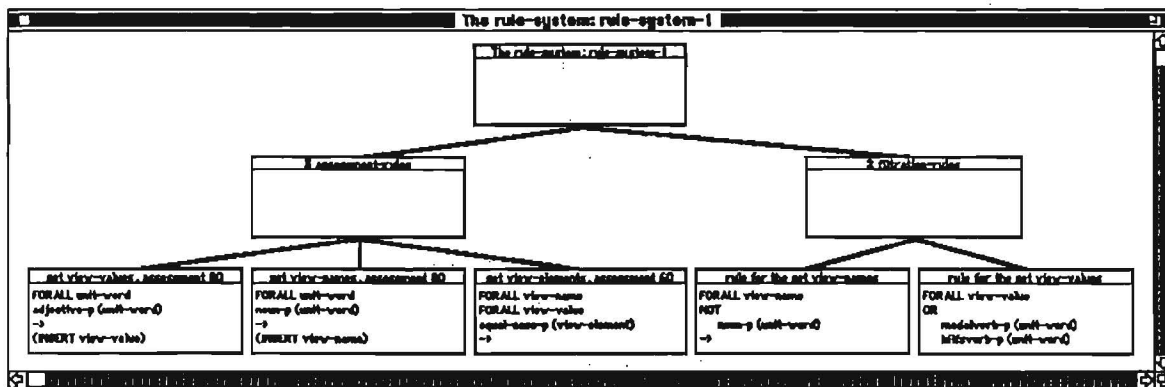 The rule-system: rule-system-1
The rule-system: rule-system-1
3 assessment-rules
2 filtration-rules
set view-values, assessment 80
FORALL unit-word
adjective-p (unit-word)
->
(INSERT view-value)
set view-names, assessment 80
FORALL unit-word
noun-p (unit-word)
->
(INSERT view-name)
set view-elements, assessment 60
FORALL view-name
FORALL view-value
equal-case-p (view-element)
->
rule for the set view-names
FORALL view-name
NOT
noun-p (unit-word)
->
rule for the set view-values
FORALL view-value
OR
modalverb-p (unit-word)
hilfsverb-p (unit-word)